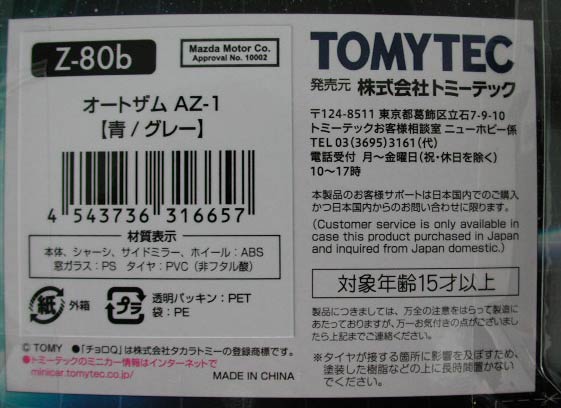 Z-80b
Mazda Motor Co.
Approval No. 10002
オートザム AZ-1
【青 / グレー】
4 543736 316657
材質表示
本体、シャーシ、サイドミラー、ホイール:ABS
窓ガラス:PS タイヤ:PVC(非フタル酸)
紙 外箱
プラ 透明パッキン:PET
袋:PE
© TOMY ●「チョロQ」は株式会社タカラトミーの登録商標です。
●トミーテックのミニカー情報はインターネットで
minicar.tomytec.co.jp/
MADE IN CHINA
TOMYTEC
発売元 株式会社トミーテック
〒124-8511 東京都葛飾区立石7-9-10
トミーテックお客様相談室 ニューホビー係
TEL 03(3695)3161(代)
電話受付 月〜金曜日(祝・休日を除く)
10〜17時
本製品のお客様サポートは日本国内でのご購入
かつ日本国内からのお問い合わせに限ります。
(Customer service is only available in
case this product purchased in Japan
and inquired from Japan domestic.)
対象年齢15才以上
製品につきましては、万全の注意をはらって製造に
あたっておりますが、万一お気付きの点がございまし
たら上記までご連絡ください。
※タイヤが接する箇所に影響を及ぼすため、
塗装した樹脂などの上に長時間置かない
でください。